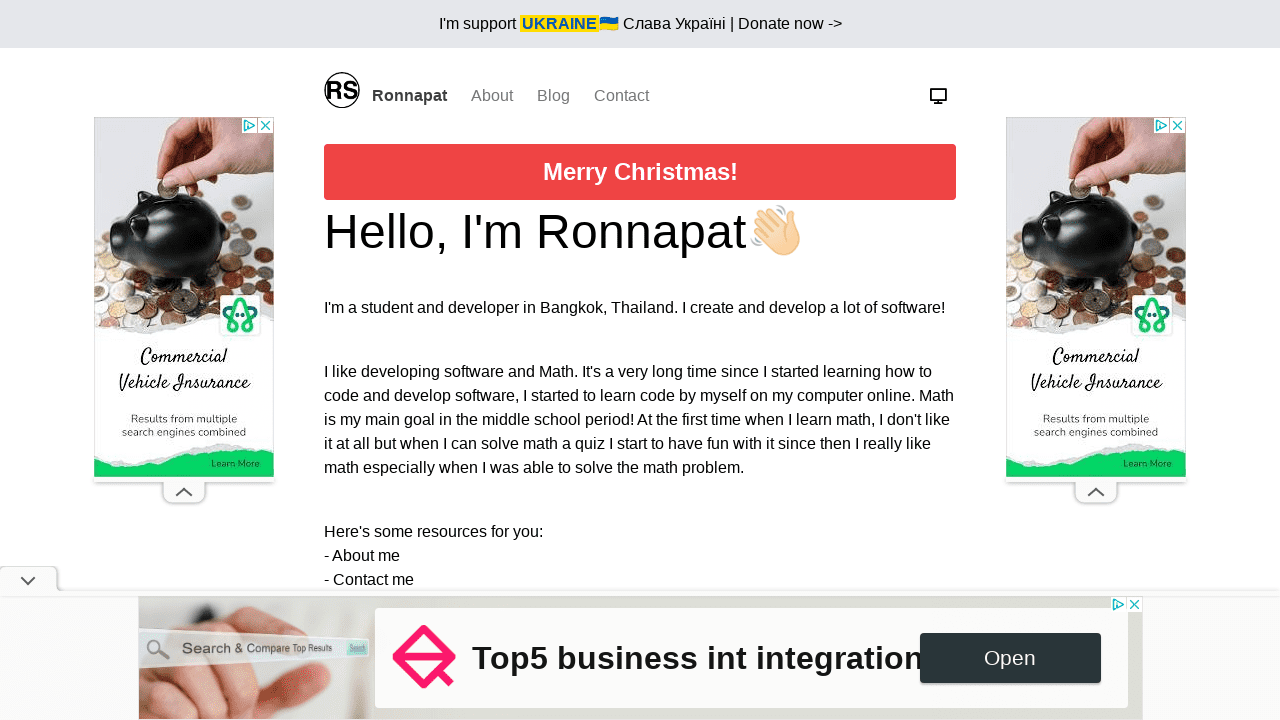 I'm support UKRAINE🇺🇦 Слава Україні | Donate now ->
RS Ronnapat About Blog Contact
Merry Christmas!
Hello, I'm Ronnapat👋🏻
I'm a student and developer in Bangkok, Thailand. I create and develop a lot of software!
I like developing software and Math. It's a very long time since I started learning how to
code and develop software, I started to learn code by myself on my computer online. Math
is my main goal in the middle school period! At the first time when I learn math, I don't like
it at all but when I can solve math a quiz I start to have fun with it since then I really like
math especially when I was able to solve the math problem.
Here's some resources for you:
- About me
- Contact me
Commercial
Vehicle Insurance
Results from multiple
search engines combined
Learn More
Commercial
Vehicle Insurance
Results from multiple
search engines combined
Learn More
Search & Compare Top Results Search
Top5 business int integration
Open